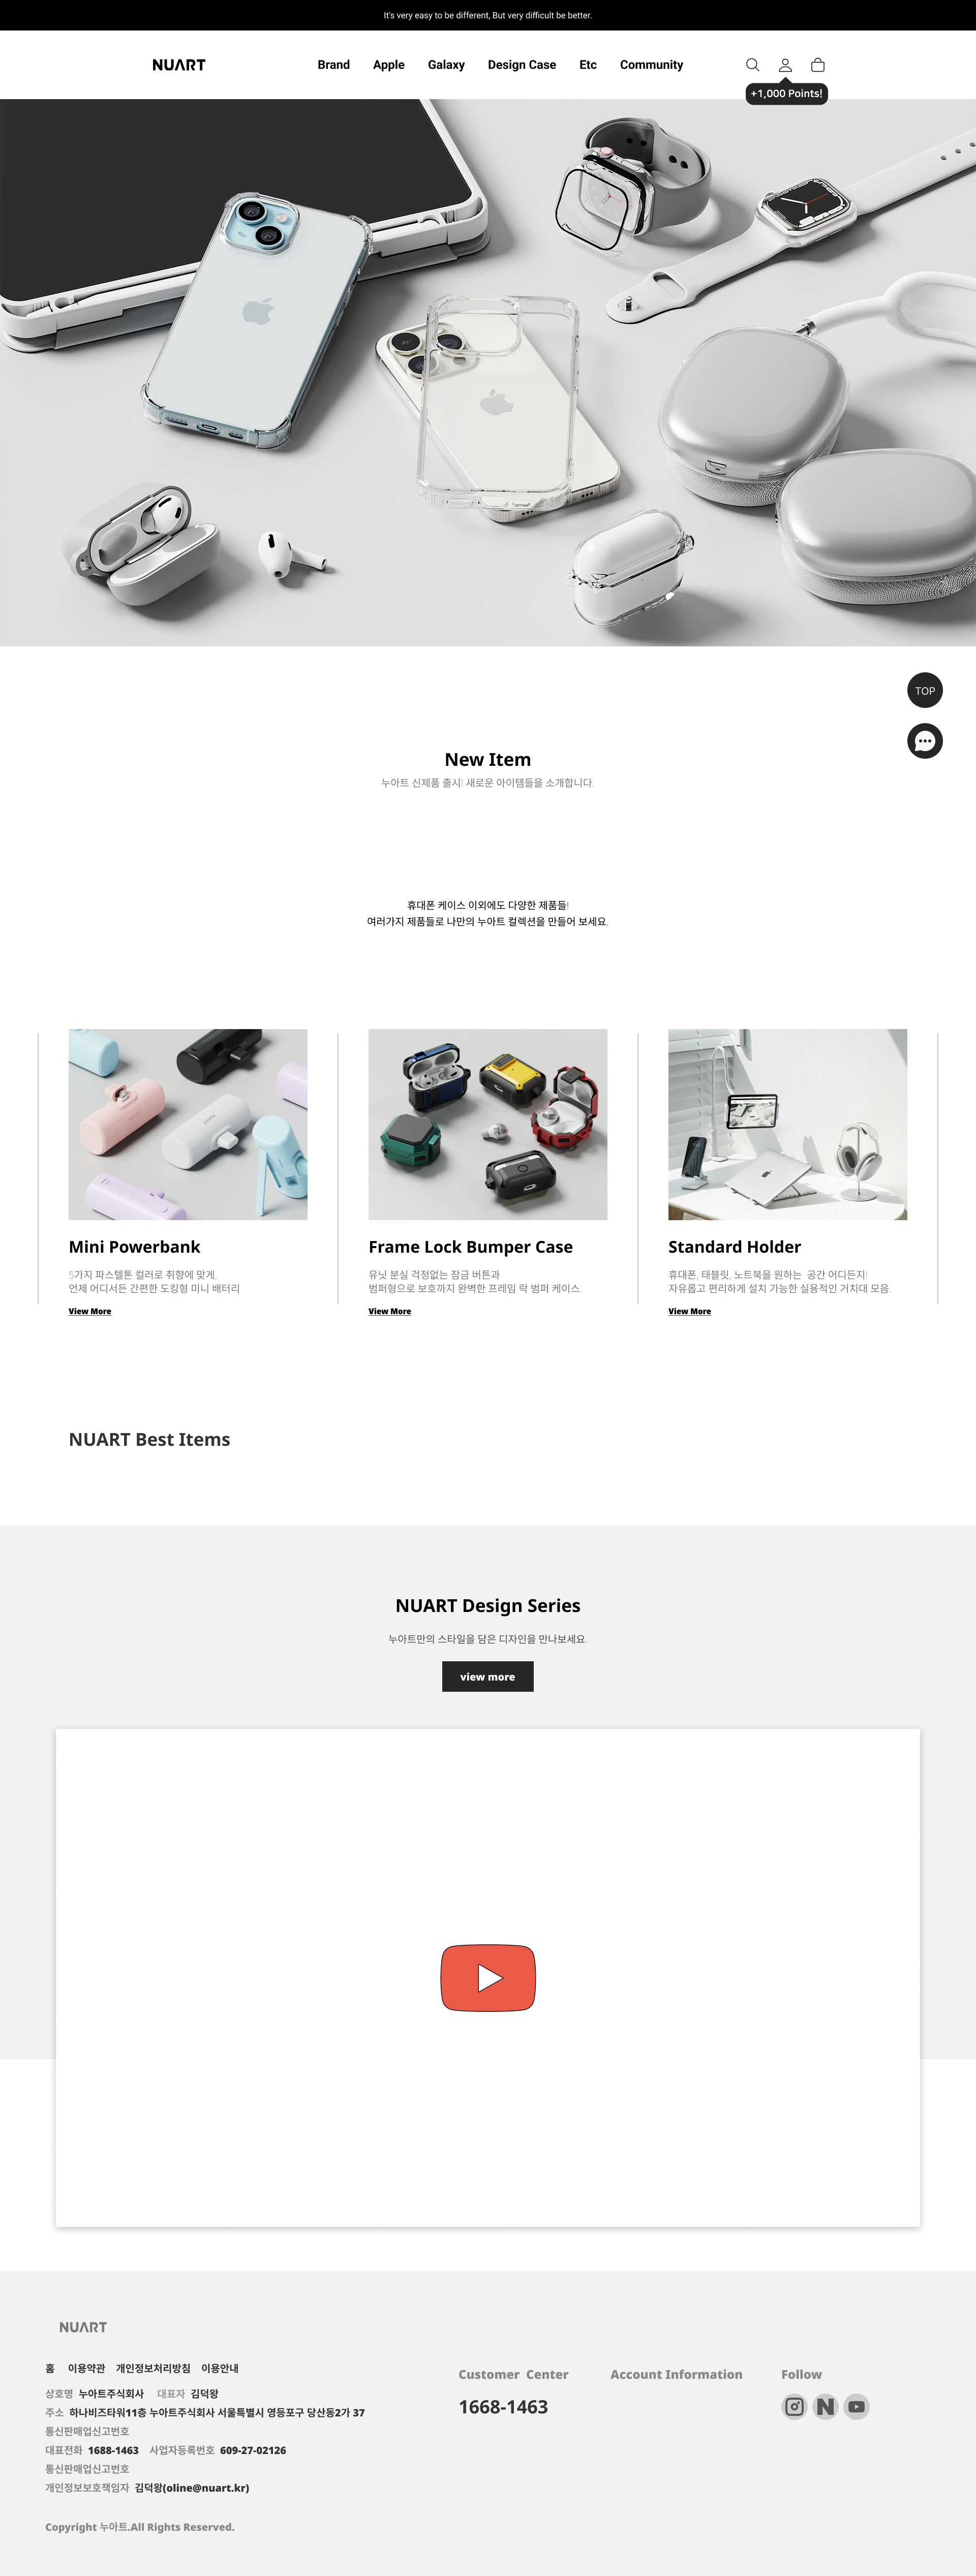 It's very easy to be different, But very difficult be better.
NUART
Brand Apple Galaxy Design Case Etc Community
+1,000 Points!
TOP
New Item
누아트 신제품 출시! 새로운 아이템들을 소개합니다.
휴대폰 케이스 이외에도 다양한 제품들!
여러가지 제품들로 나만의 누아트 컬렉션을 만들어 보세요.
Mini Powerbank
5가지 파스텔톤 컬러로 취향에 맞게,
언제 어디서든 간편한 도킹형 미니 배터리
View More
Frame Lock Bumper Case
유닛 분실 걱정없는 잠금 버튼과
범퍼형으로 보호까지 완벽한 프레임 락 범퍼 케이스.
View More
Standard Holder
휴대폰, 태블릿, 노트북을 원하는 공간 어디든지!
자유롭고 편리하게 설치 가능한 실용적인 거치대 모음.
View More
NUART Best Items
NUART Design Series
누아트만의 스타일을 담은 디자인을 만나보세요.
view more
NUART
홈 이용약관 개인정보처리방침 이용안내
상호명 누아트주식회사 대표자 김덕왕
주소 하나비즈타워11층 누아트주식회사 서울특별시 영등포구 당산동2가 37
통신판매업신고번호
대표전화 1688-1463 사업자등록번호 609-27-02126
통신판매업신고번호
개인정보보호책임자 김덕왕(oline@nuart.kr)
Copyright 누아트.All Rights Reserved.
Customer Center
1668-1463
Account Information
Follow
N